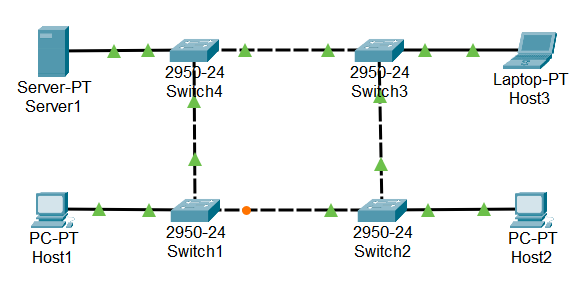 Server-PT
Server1
2950-24
Switch4
2950-24
Switch3
Laptop-PT
Host3
PC-PT
Host1
2950-24
Switch1
2950-24
Switch2
PC-PT
Host2